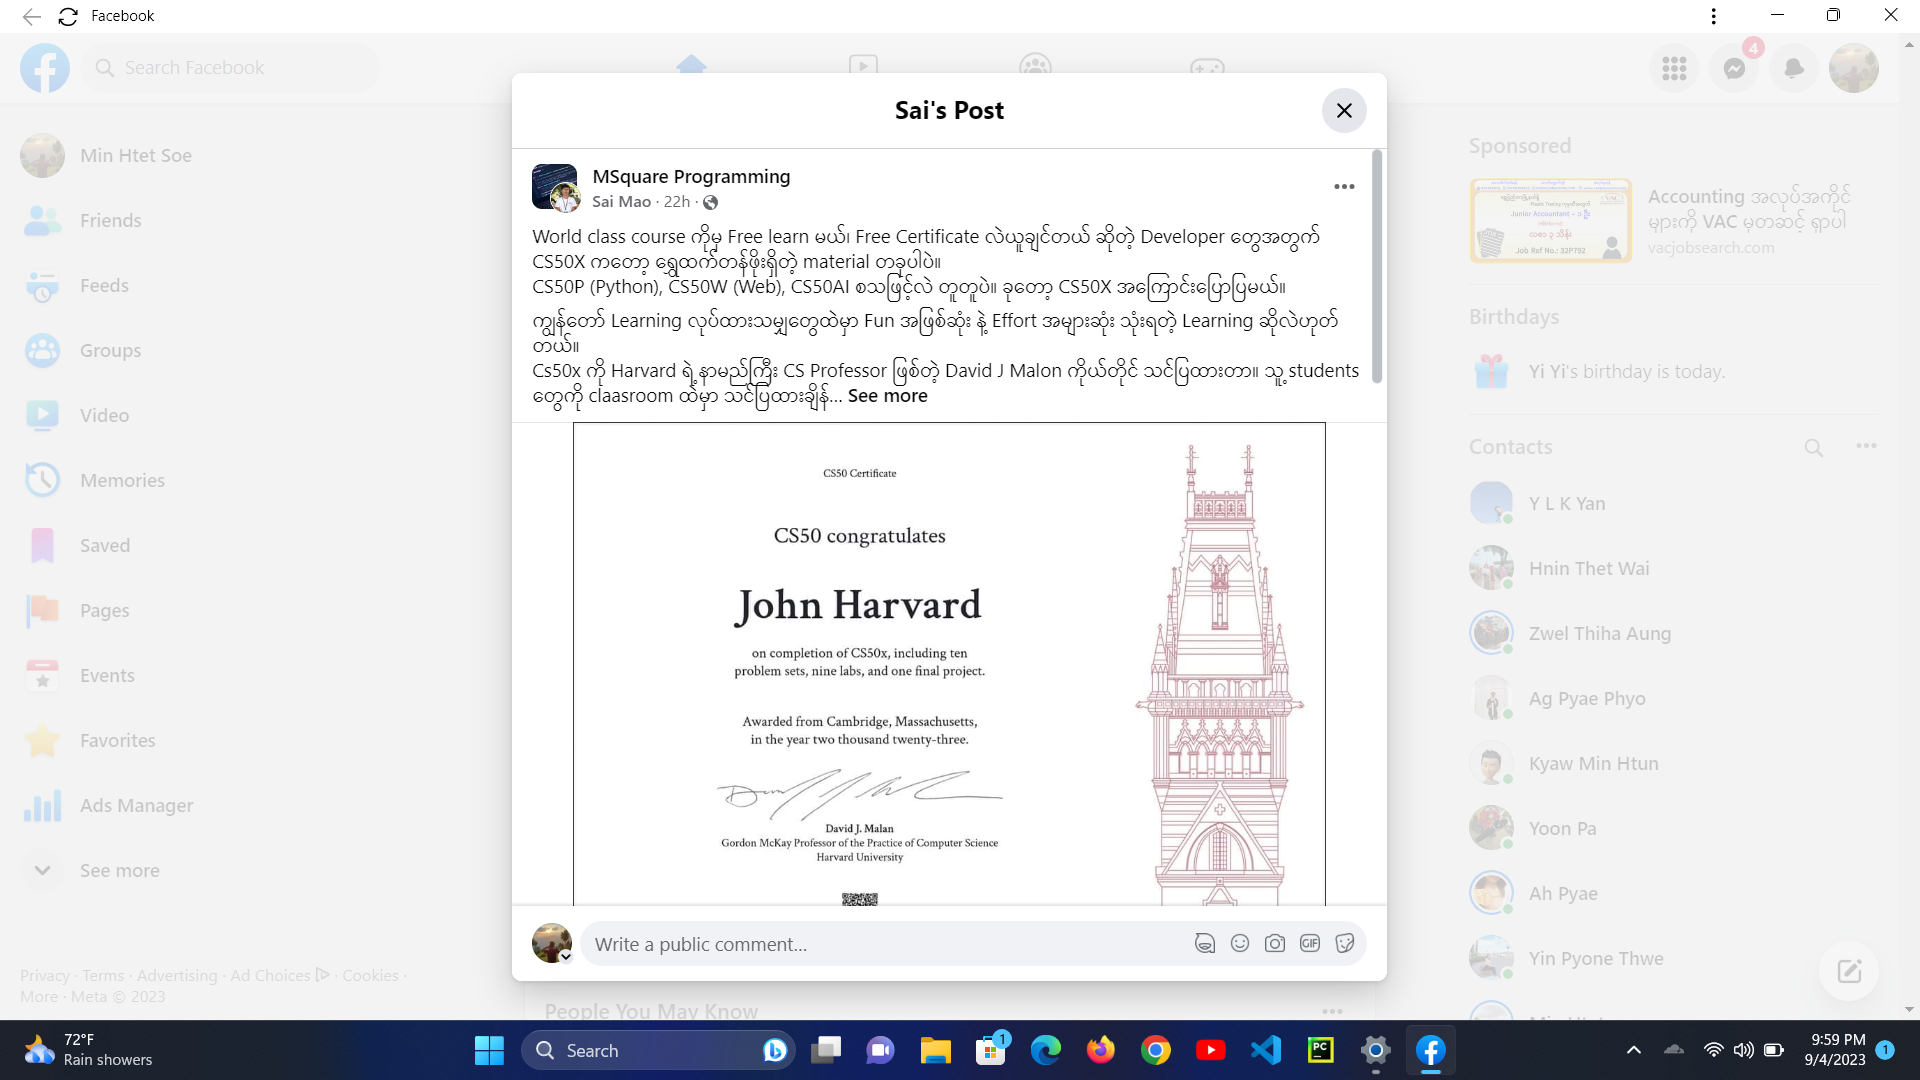 Facebook
Search Facebook
4
Min Htet Soe
Friends
Feeds
Groups
Video
Memories
Saved
Pages
Events
Favorites
Ads Manager
See more
Privacy · Terms · Advertising · Ad Choices · Cookies ·
More · Meta © 2023
Sai's Post
MSquare Programming
Sai Mao · 22h ·
World class course ကိုမှ Free learn မယ်၊ Free Certificate လဲယူချင်တယ် ဆိုတဲ့ Developer တွေအတွက်
CS50X ကတော့ ရွှေထက်တန်ဖိုးရှိတဲ့ material တခုပါပဲ။
CS50P (Python), CS50W (Web), CS50AI စသဖြင့်လဲ တူတူပဲ။ ခုတော့ CS50X အကြောင်းပြောပြမယ်။
ကျွန်တော် Learning လုပ်ထားသမျှတွေထဲမှာ Fun အဖြစ်ဆုံး နဲ့ Effort အများဆုံး သုံးရတဲ့ Learning ဆိုလဲဟုတ်
တယ်။
Cs50x ကို Harvard ရဲ့နာမည်ကြီး CS Professor ဖြစ်တဲ့ David J Malon ကိုယ်တိုင် သင်ပြထားတာ။ သူ့ students
တွေကို claasroom ထဲမှာ သင်ပြထားချိန်... See more
CS50 Certificate
CS50 congratulates
John Harvard
on completion of CS50x, including ten
problem sets, nine labs, and one final project.
Awarded from Cambridge, Massachusetts,
in the year two thousand twenty-three.
David J. Malan
Gordon McKay Professor of the Practice of Computer Science
Harvard University
Write a public comment...
GIF
People You May Know
Sponsored
Junior Accountant
Job Ref No.: 32P792
Accounting အလုပ်အကိုင်
များကို VAC မှတဆင့် ရှာပါ
vacjobsearch.com
Birthdays
Yi Yi's birthday is today.
Contacts
Y L K Yan
Hnin Thet Wai
Zwel Thiha Aung
Ag Pyae Phyo
Kyaw Min Htun
Yoon Pa
Ah Pyae
Yin Pyone Thwe
72°F
Rain showers
Search
1
PC
9:59 PM
9/4/2023
1